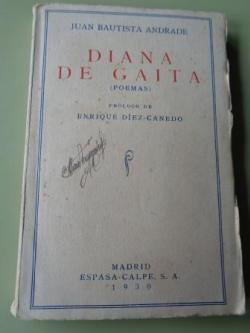 JUAN BAUTISTA ANDRADE
DIANA
DE GAITA
(POEMAS)
PRÓLOGO DE
ENRIQUE DÍEZ-CANEDO
MADRID
ESPASA-CALPE, S. A.
1930